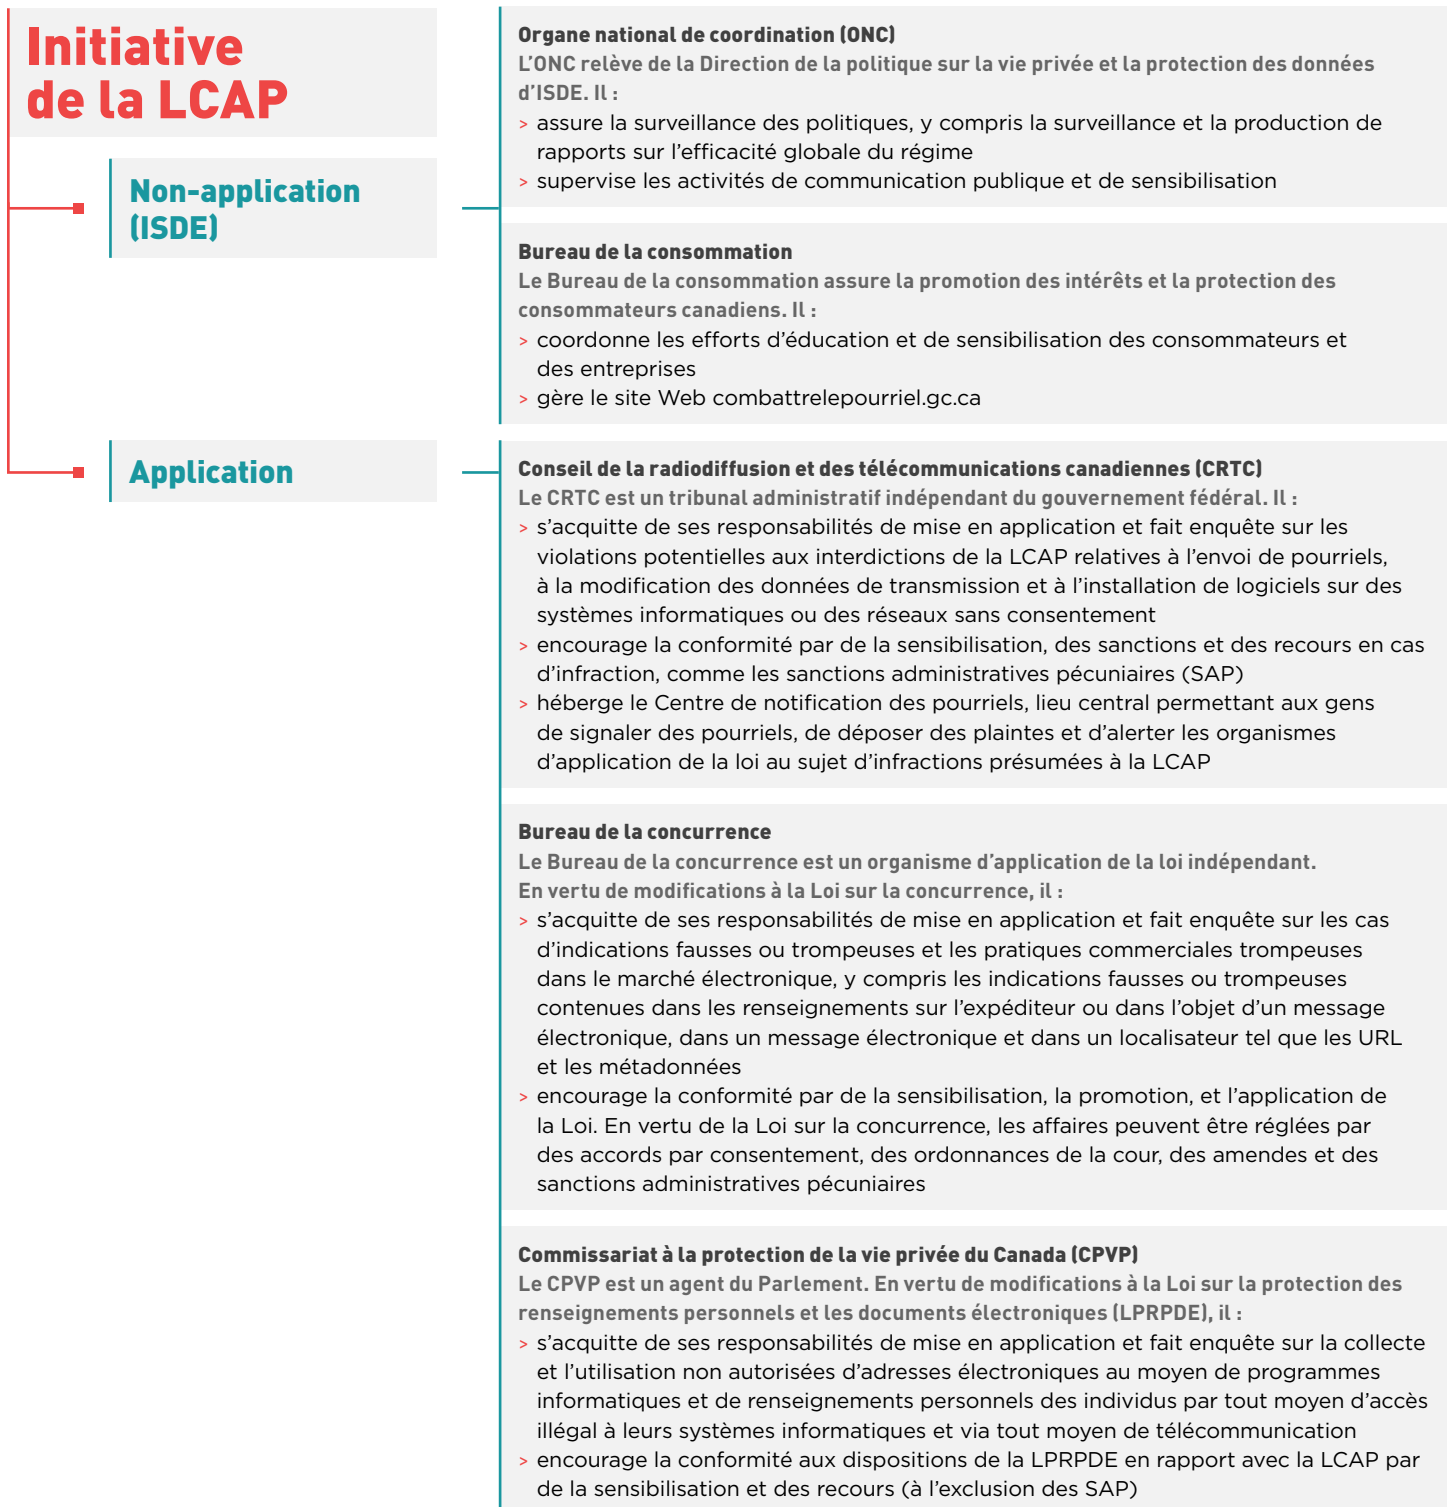 Initiative
de la LCAP
Non-application
(ISDE)
Organe national de coordination (ONC)
L’ONC relève de la Direction de la politique sur la vie privée et la protection des données
d’ISDE. Il :
> assure la surveillance des politiques, y compris la surveillance et la production de
rapports sur l’efficacité globale du régime
> supervise les activités de communication publique et de sensibilisation
Bureau de la consommation
Le Bureau de la consommation assure la promotion des intérêts et la protection des
consommateurs canadiens. Il :
> coordonne les efforts d’éducation et de sensibilisation des consommateurs et
des entreprises
> gère le site Web combattrelepourriel.gc.ca
Application
Conseil de la radiodiffusion et des télécommunications canadiennes (CRTC)
Le CRTC est un tribunal administratif indépendant du gouvernement fédéral. Il :
> s’acquitte de ses responsabilités de mise en application et fait enquête sur les
violations potentielles aux interdictions de la LCAP relatives à l’envoi de pourriels,
à la modification des données de transmission et à l’installation de logiciels sur des
systèmes informatiques ou des réseaux sans consentement
> encourage la conformité par de la sensibilisation, des sanctions et des recours en cas
d’infraction, comme les sanctions administratives pécuniaires (SAP)
> héberge le Centre de notification des pourriels, lieu central permettant aux gens
de signaler des pourriels, de déposer des plaintes et d’alerter les organismes
d’application de la loi au sujet d’infractions présumées à la LCAP
Bureau de la concurrence
Le Bureau de la concurrence est un organisme d’application de la loi indépendant.
En vertu de modifications à la Loi sur la concurrence, il :
> s’acquitte de ses responsabilités de mise en application et fait enquête sur les cas
d’indications fausses ou trompeuses et les pratiques commerciales trompeuses
dans le marché électronique, y compris les indications fausses ou trompeuses
contenues dans les renseignements sur l’expéditeur ou dans l’objet d’un message
électronique, dans un message électronique et dans un localisateur tel que les URL
et les métadonnées
> encourage la conformité par de la sensibilisation, la promotion, et l’application de
la Loi. En vertu de la Loi sur la concurrence, les affaires peuvent être réglées par
des accords par consentement, des ordonnances de la cour, des amendes et des
sanctions administratives pécuniaires
Commissariat à la protection de la vie privée du Canada (CPVP)
Le CPVP est un agent du Parlement. En vertu de modifications à la Loi sur la protection des
renseignements personnels et les documents électroniques (LPRPDE), il :
> s’acquitte de ses responsabilités de mise en application et fait enquête sur la collecte
et l’utilisation non autorisées d’adresses électroniques au moyen de programmes
informatiques et de renseignements personnels des individus par tout moyen d’accès
illégal à leurs systèmes informatiques et via tout moyen de télécommunication
> encourage la conformité aux dispositions de la LPRPDE en rapport avec la LCAP par
de la sensibilisation et des recours (à l’exclusion des SAP)